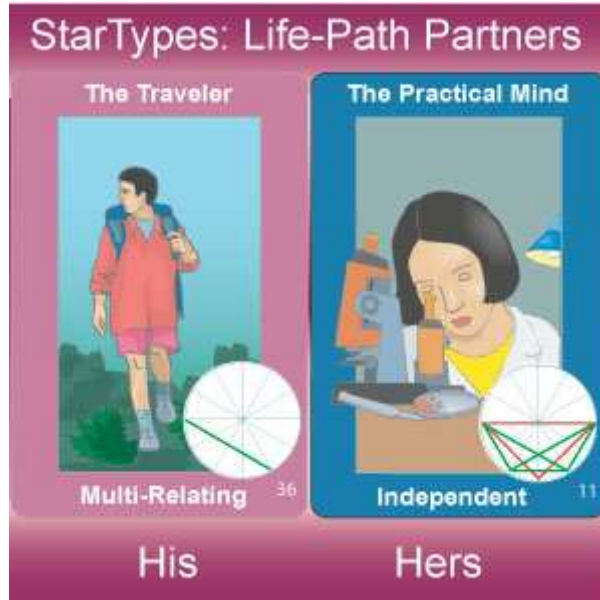 StarTypes: Life-Path Partners
The Traveler
The Practical Mind
Multi-Relating 36
Independent 11
His
Hers